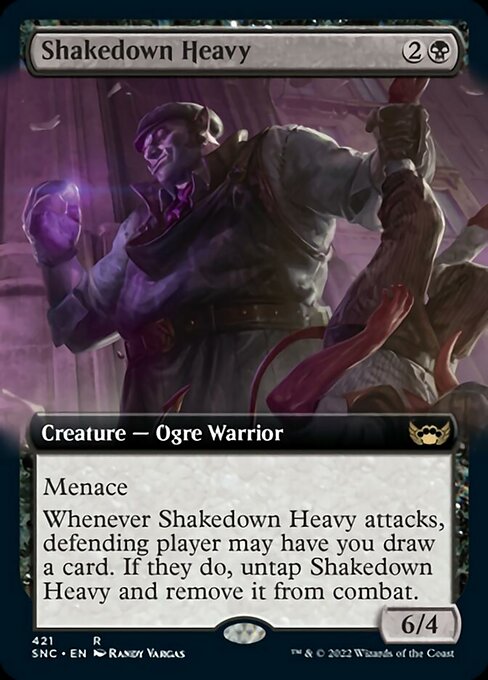 Shakedown Heavy 2
Creature — Ogre Warrior
Menace
Whenever Shakedown Heavy attacks,
defending player may have you draw
a card. If they do, untap Shakedown
Heavy and remove it from combat.
6/4
421 R
SNC • EN Randy Vargas
™ & © 2022 Wizards of the Coast